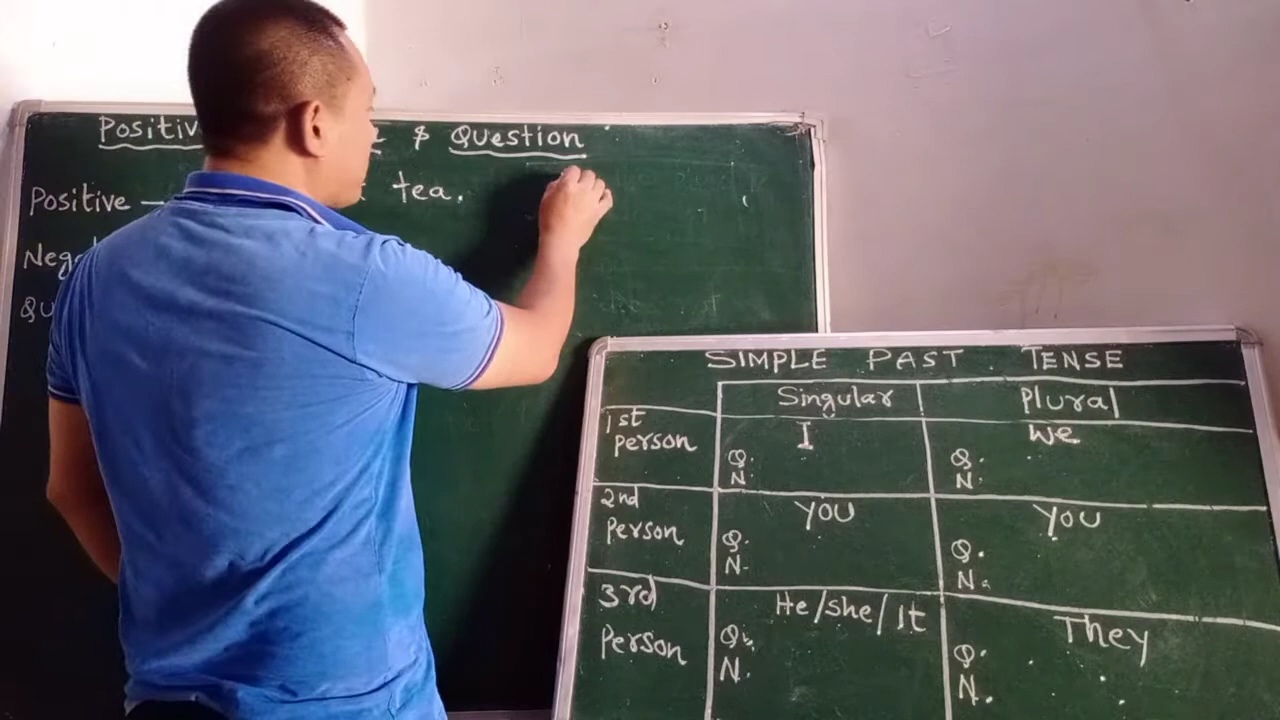 Positiv & Question
Positive — tea.
Neg
Qu
SIMPLE PAST TENSE
Singular Plural
1st person I We
Q. Q.
N. N.
2nd Person You You
Q. Q.
N. N.
3rd Person He/She/It They
Q. Q.
N. N.